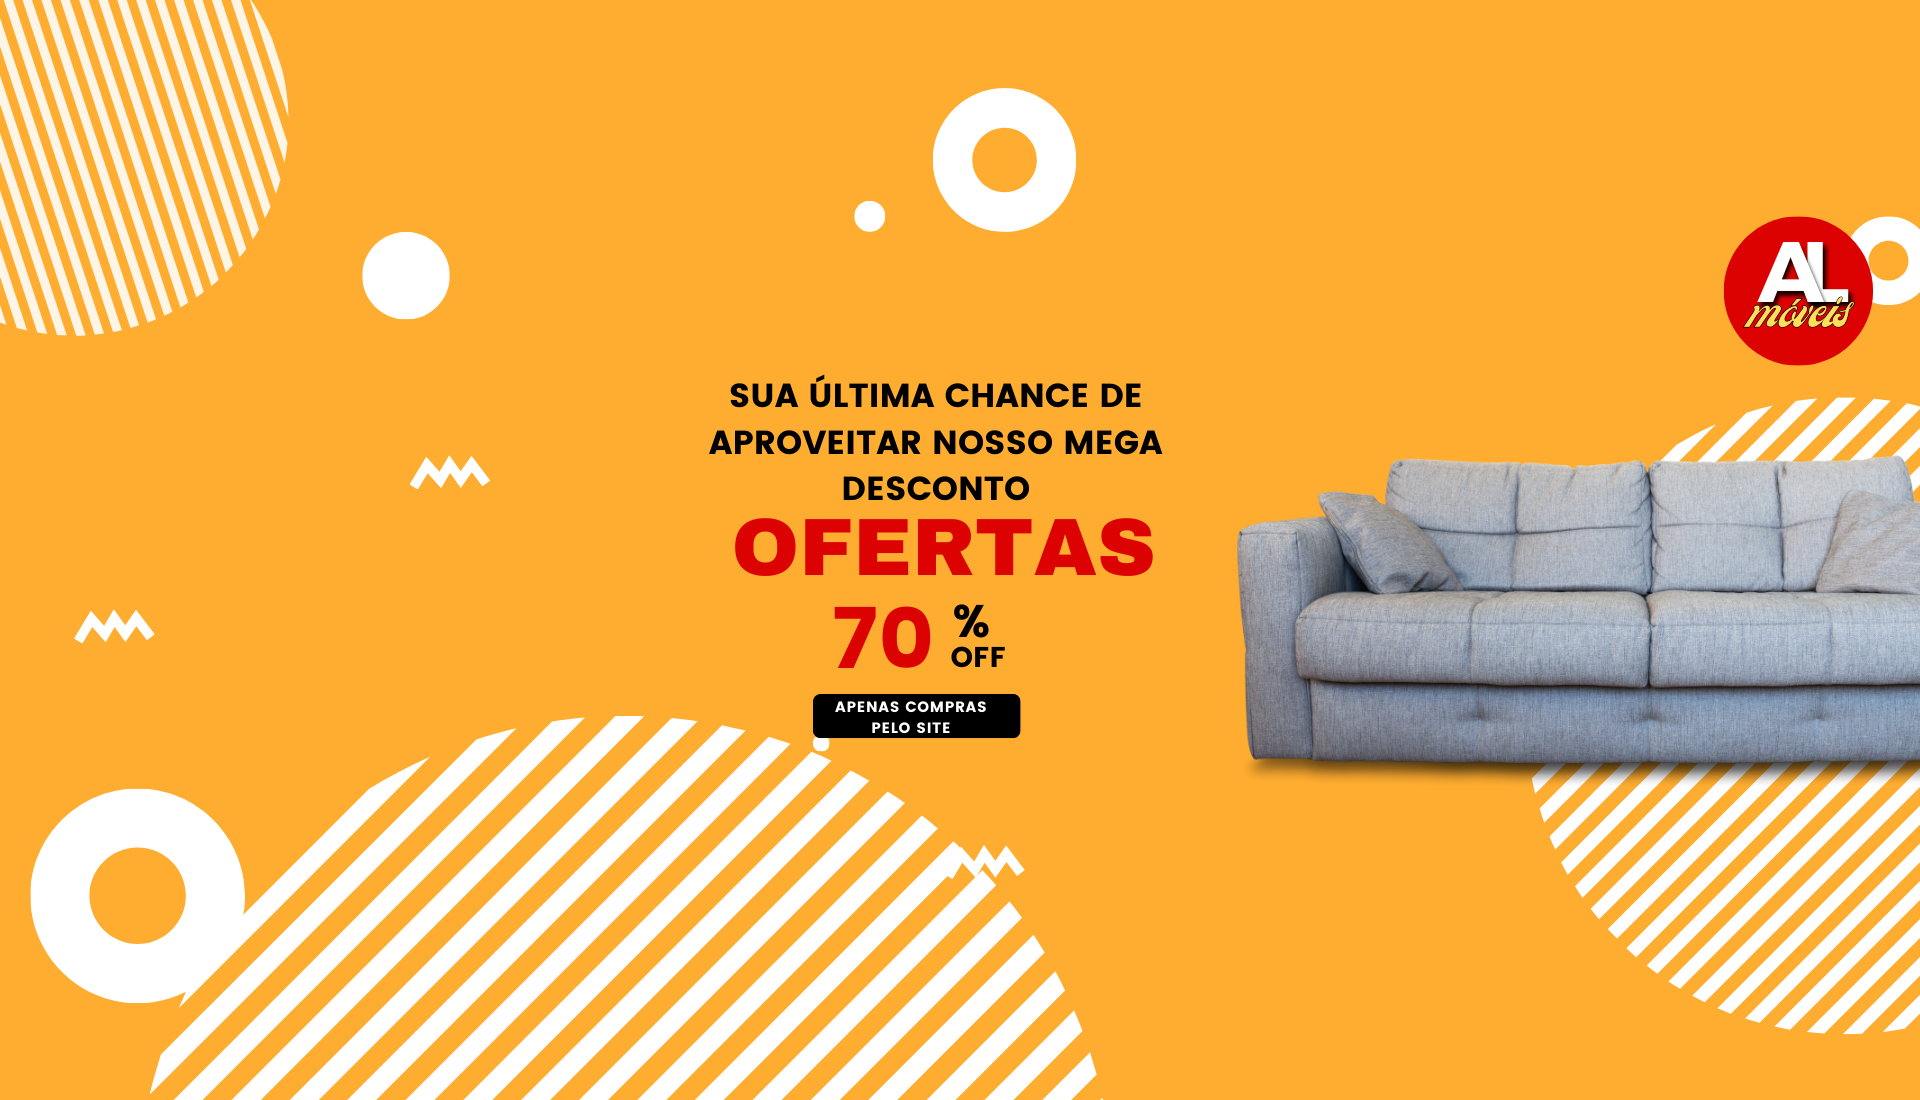 AL
móveis
SUA ÚLTIMA CHANCE DE
APROVEITAR NOSSO MEGA
DESCONTO
OFERTAS
70 %
OFF
APENAS COMPRAS
PELO SITE